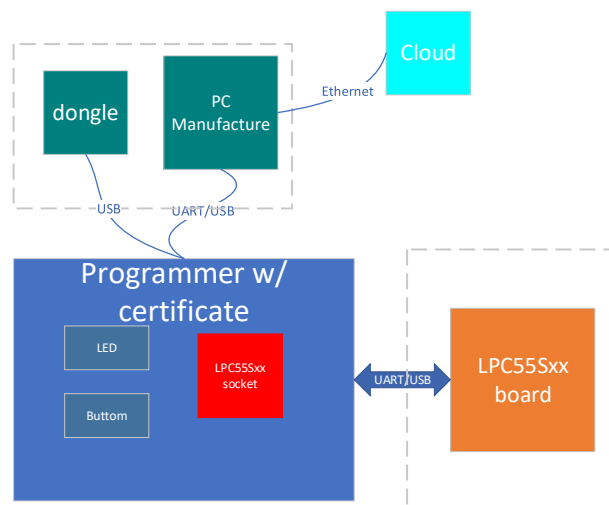 Cloud
dongle
PC
Manufacture
Ethernet
USB
UART/USB
Programmer w/
certificate
LED
LPC55Sxx
socket
Buttom
UART/USB
LPC55Sxx
board